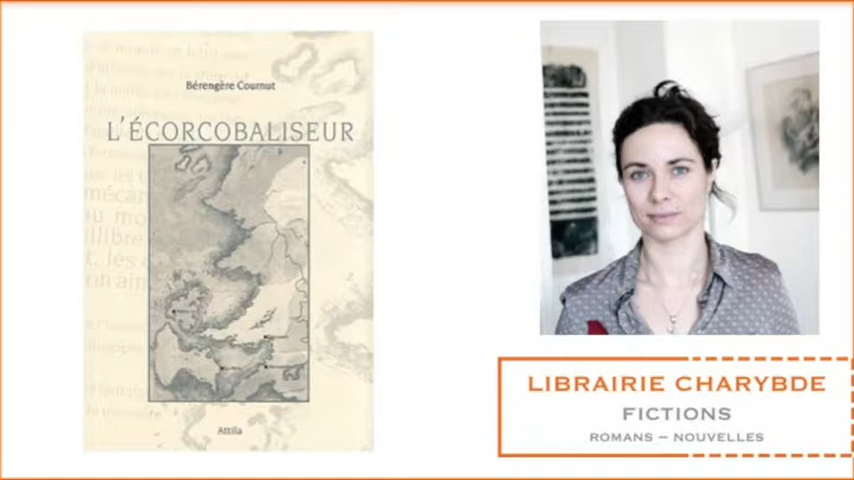 Bérengère Cournut
L'ÉCORCOBALISEUR
Attila
LIBRAIRIE CHARYBDE
FICTIONS
ROMANS – NOUVELLES